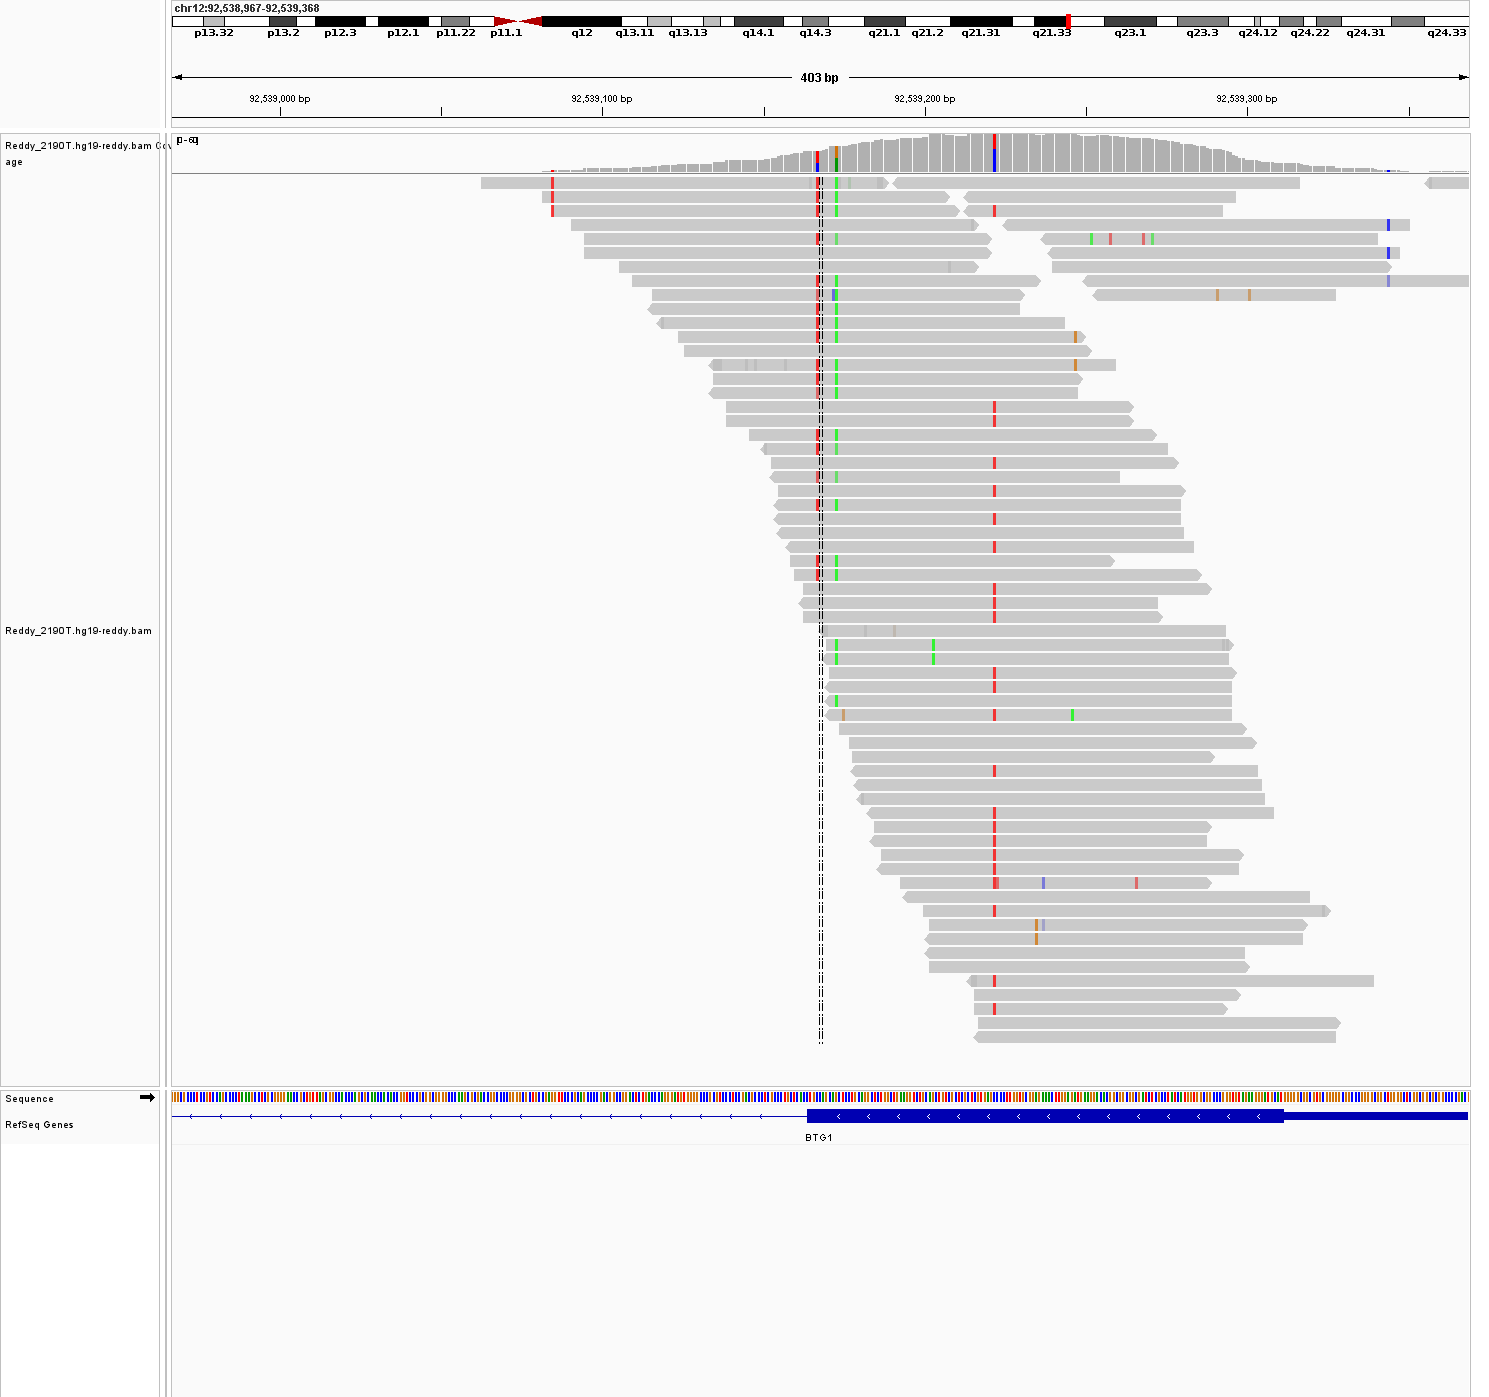 chr12:92,538,967-92,539,368
p13.32 p13.2 p12.3 p12.1 p11.22 p11.1 q12 q13.11 q13.13 q14.1 q14.3 q21.1 q21.2 q21.31 q21.33 q23.1 q23.3 q24.12 q24.22 q24.31 q24.33
403 bp
92,539,000 bp 92,539,100 bp 92,539,200 bp 92,539,300 bp
Reddy_2190T.hg19-reddy.bam Cov
age
[0-60]
Reddy_2190T.hg19-reddy.bam
Sequence
RefSeq Genes
BTG1